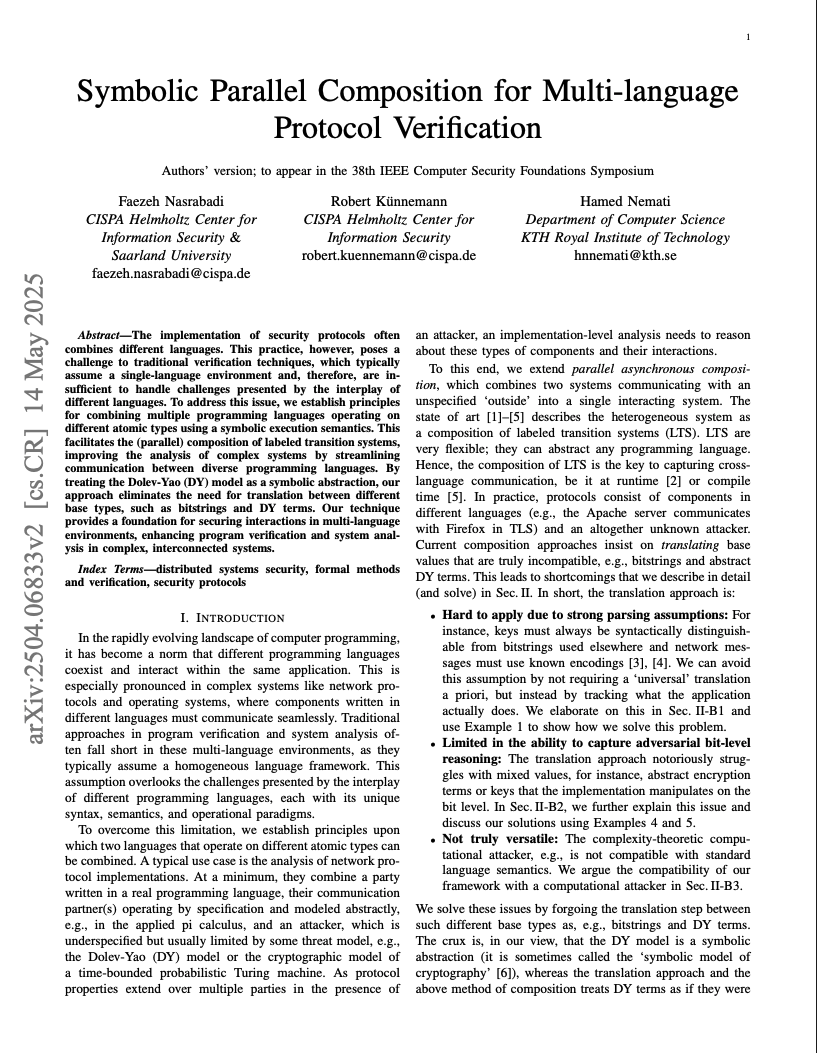 1
Symbolic Parallel Composition for Multi-language
Protocol Verification
Authors' version; to appear in the 38th IEEE Computer Security Foundations Symposium
Faezeh Nasrabadi
CISPA Helmholtz Center for
Information Security &
Saarland University
faezeh.nasrabadi@cispa.de
Robert Künnemann
CISPA Helmholtz Center for
Information Security
robert.kuennemann@cispa.de
Hamed Nemati
Department of Computer Science
KTH Royal Institute of Technology
hnnemati@kth.se
arXiv:2504.06833v2 [cs.CR] 14 May 2025
Abstract—The implementation of security protocols often
combines different languages. This practice, however, poses a
challenge to traditional verification techniques, which typically
assume a single-language environment and, therefore, are in-
sufficient to handle challenges presented by the interplay of
different languages. To address this issue, we establish principles
for combining multiple programming languages operating on
different atomic types using a symbolic execution semantics. This
facilitates the (parallel) composition of labeled transition systems,
improving the analysis of complex systems by streamlining
communication between diverse programming languages. By
treating the Dolev-Yao (DY) model as a symbolic abstraction, our
approach eliminates the need for translation between different
base types, such as bitstrings and DY terms. Our technique
provides a foundation for securing interactions in multi-language
environments, enhancing program verification and system anal-
ysis in complex, interconnected systems.
Index Terms—distributed systems security, formal methods
and verification, security protocols
I. Introduction
In the rapidly evolving landscape of computer programming,
it has become a norm that different programming languages
coexist and interact within the same application. This is
especially pronounced in complex systems like network pro-
tocols and operating systems, where components written in
different languages must communicate seamlessly. Traditional
approaches in program verification and system analysis of-
ten fall short in these multi-language environments, as they
typically assume a homogeneous language framework. This
assumption overlooks the challenges presented by the interplay
of different programming languages, each with its unique
syntax, semantics, and operational paradigms.
To overcome this limitation, we establish principles upon
which two languages that operate on different atomic types can
be combined. A typical use case is the analysis of network pro-
tocol implementations. At a minimum, they combine a party
written in a real programming language, their communication
partner(s) operating by specification and modeled abstractly,
e.g., in the applied pi calculus, and an attacker, which is
underspecified but usually limited by some threat model, e.g.,
the Dolev-Yao (DY) model or the cryptographic model of
a time-bounded probabilistic Turing machine. As protocol
properties extend over multiple parties in the presence of
an attacker, an implementation-level analysis needs to reason
about these types of components and their interactions.
To this end, we extend parallel asynchronous composi-
tion, which combines two systems communicating with an
unspecified 'outside' into a single interacting system. The
state of art [1]–[5] describes the heterogeneous system as
a composition of labeled transition systems (LTS). LTS are
very flexible; they can abstract any programming language.
Hence, the composition of LTS is the key to capturing cross-
language communication, be it at runtime [2] or compile
time [5]. In practice, protocols consist of components in
different languages (e.g., the Apache server communicates
with Firefox in TLS) and an altogether unknown attacker.
Current composition approaches insist on translating base
values that are truly incompatible, e.g., bitstrings and abstract
DY terms. This leads to shortcomings that we describe in detail
(and solve) in Sec. II. In short, the translation approach is:
• Hard to apply due to strong parsing assumptions: For
instance, keys must always be syntactically distinguish-
able from bitstrings used elsewhere and network mes-
sages must use known encodings [3], [4]. We can avoid
this assumption by not requiring a 'universal' translation
a priori, but instead by tracking what the application
actually does. We elaborate on this in Sec. II-B1 and
use Example 1 to show how we solve this problem.
• Limited in the ability to capture adversarial bit-level
reasoning: The translation approach notoriously strug-
gles with mixed values, for instance, abstract encryption
terms or keys that the implementation manipulates on the
bit level. In Sec. II-B2, we further explain this issue and
discuss our solutions using Examples 4 and 5.
• Not truly versatile: The complexity-theoretic compu-
tational attacker, e.g., is not compatible with standard
language semantics. We argue the compatibility of our
framework with a computational attacker in Sec. II-B3.
We solve these issues by forgoing the translation step between
such different base types as, e.g., bitstrings and DY terms.
The crux is, in our view, that the DY model is a symbolic
abstraction (it is sometimes called the 'symbolic model of
cryptography' [6]), whereas the translation approach and the
above method of composition treats DY terms as if they were